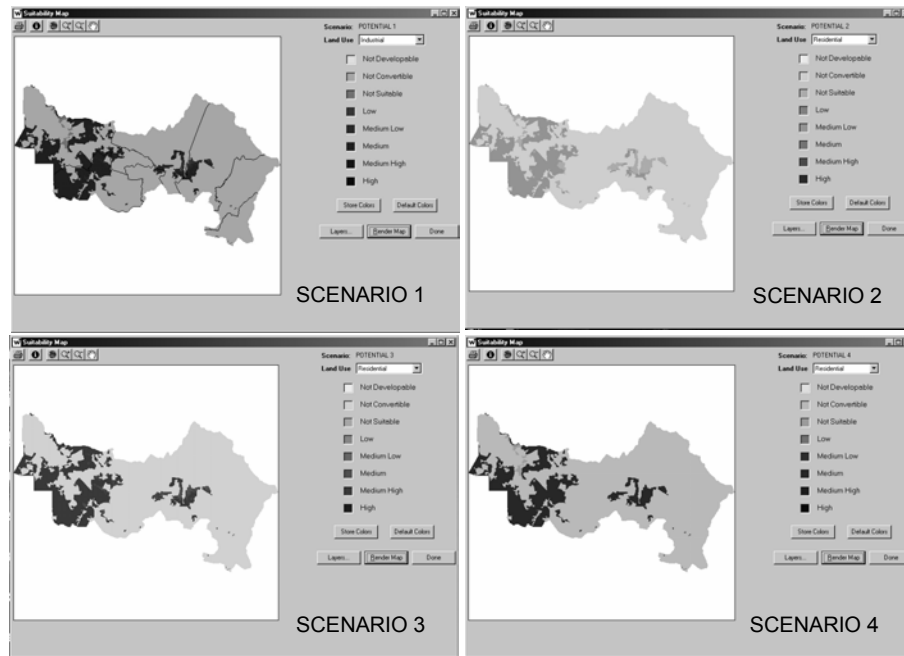 Suitability Map
Scenario: POTENTIAL 1
Land Use Industrial
Not Developable
Not Convertible
Not Suitable
Low
Medium Low
Medium
Medium High
High
Store Colors Default Colors
Layers... Render Map Done
SCENARIO 1
Suitability Map
Scenario: POTENTIAL 2
Land Use Residential
Not Developable
Not Convertible
Not Suitable
Low
Medium Low
Medium
Medium High
High
Store Colors Default Colors
Layers... Render Map Done
SCENARIO 2
Suitability Map
Scenario: POTENTIAL 3
Land Use Residential
Not Developable
Not Convertible
Not Suitable
Low
Medium Low
Medium
Medium High
High
Store Colors Default Colors
Layers... Render Map Done
SCENARIO 3
Suitability Map
Scenario: POTENTIAL 4
Land Use Residential
Not Developable
Not Convertible
Not Suitable
Low
Medium Low
Medium
Medium High
High
Store Colors Default Colors
Layers... Render Map Done
SCENARIO 4